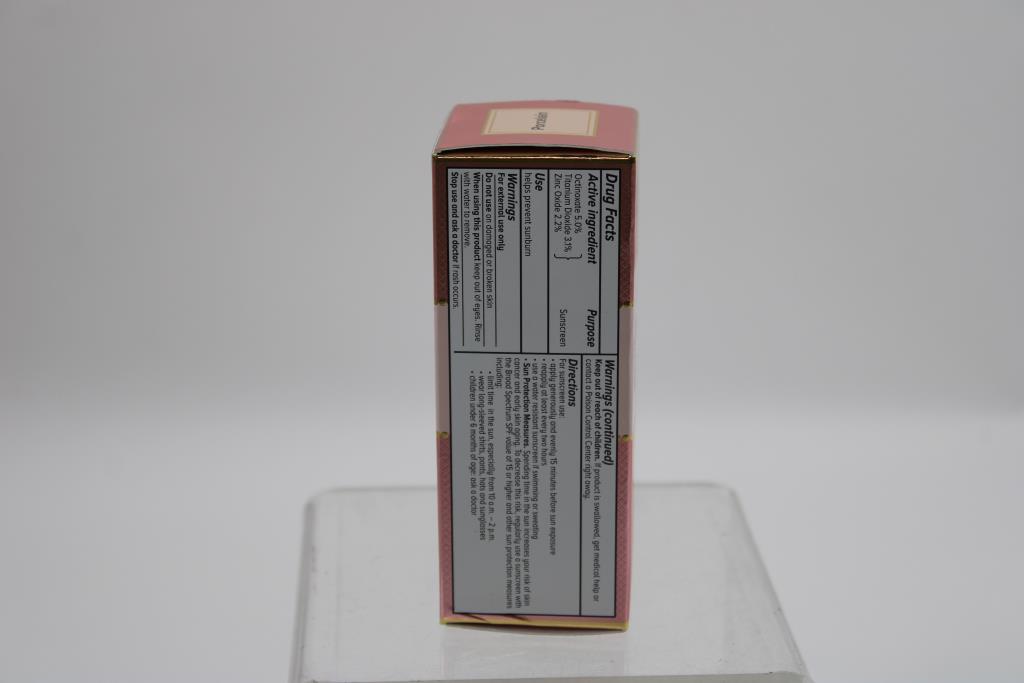 Physicians
Drug Facts
Active ingredient Purpose
Octinoxate 5.0%
Titanium Dioxide 3.1% Sunscreen
Zinc Oxide 2.2%
Use
helps prevent sunburn
Warnings
For external use only
Do not use on damaged or broken skin
When using this product keep out of eyes. Rinse
with water to remove.
Stop use and ask a doctor if rash occurs.
Warnings (continued)
Keep out of reach of children. If product is swallowed, get medical help or
contact a Poison Control Center right away.
Directions
For sunscreen use:
• apply generously and evenly 15 minutes before sun exposure
• reapply at least every two hours
• use a water resistant sunscreen if swimming or sweating
• Sun Protection Measures. Spending time in the sun increases your risk of skin
cancer and early skin aging. To decrease this risk, regularly use a sunscreen with
the Broad Spectrum SPF value of 15 or higher and other sun protection measures
including:
• limit time in the sun, especially from 10 a.m. – 2 p.m.
• wear long-sleeved shirts, pants, hats and sunglasses
• children under 6 months of age: ask a doctor